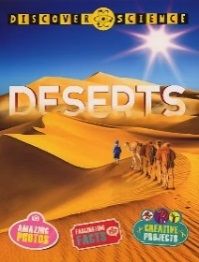 DISCOVER SCIENCE
DESERTS
AMAZING
PHOTOS
FASCINATING
FACTS
CREATIVE
PROJECTS